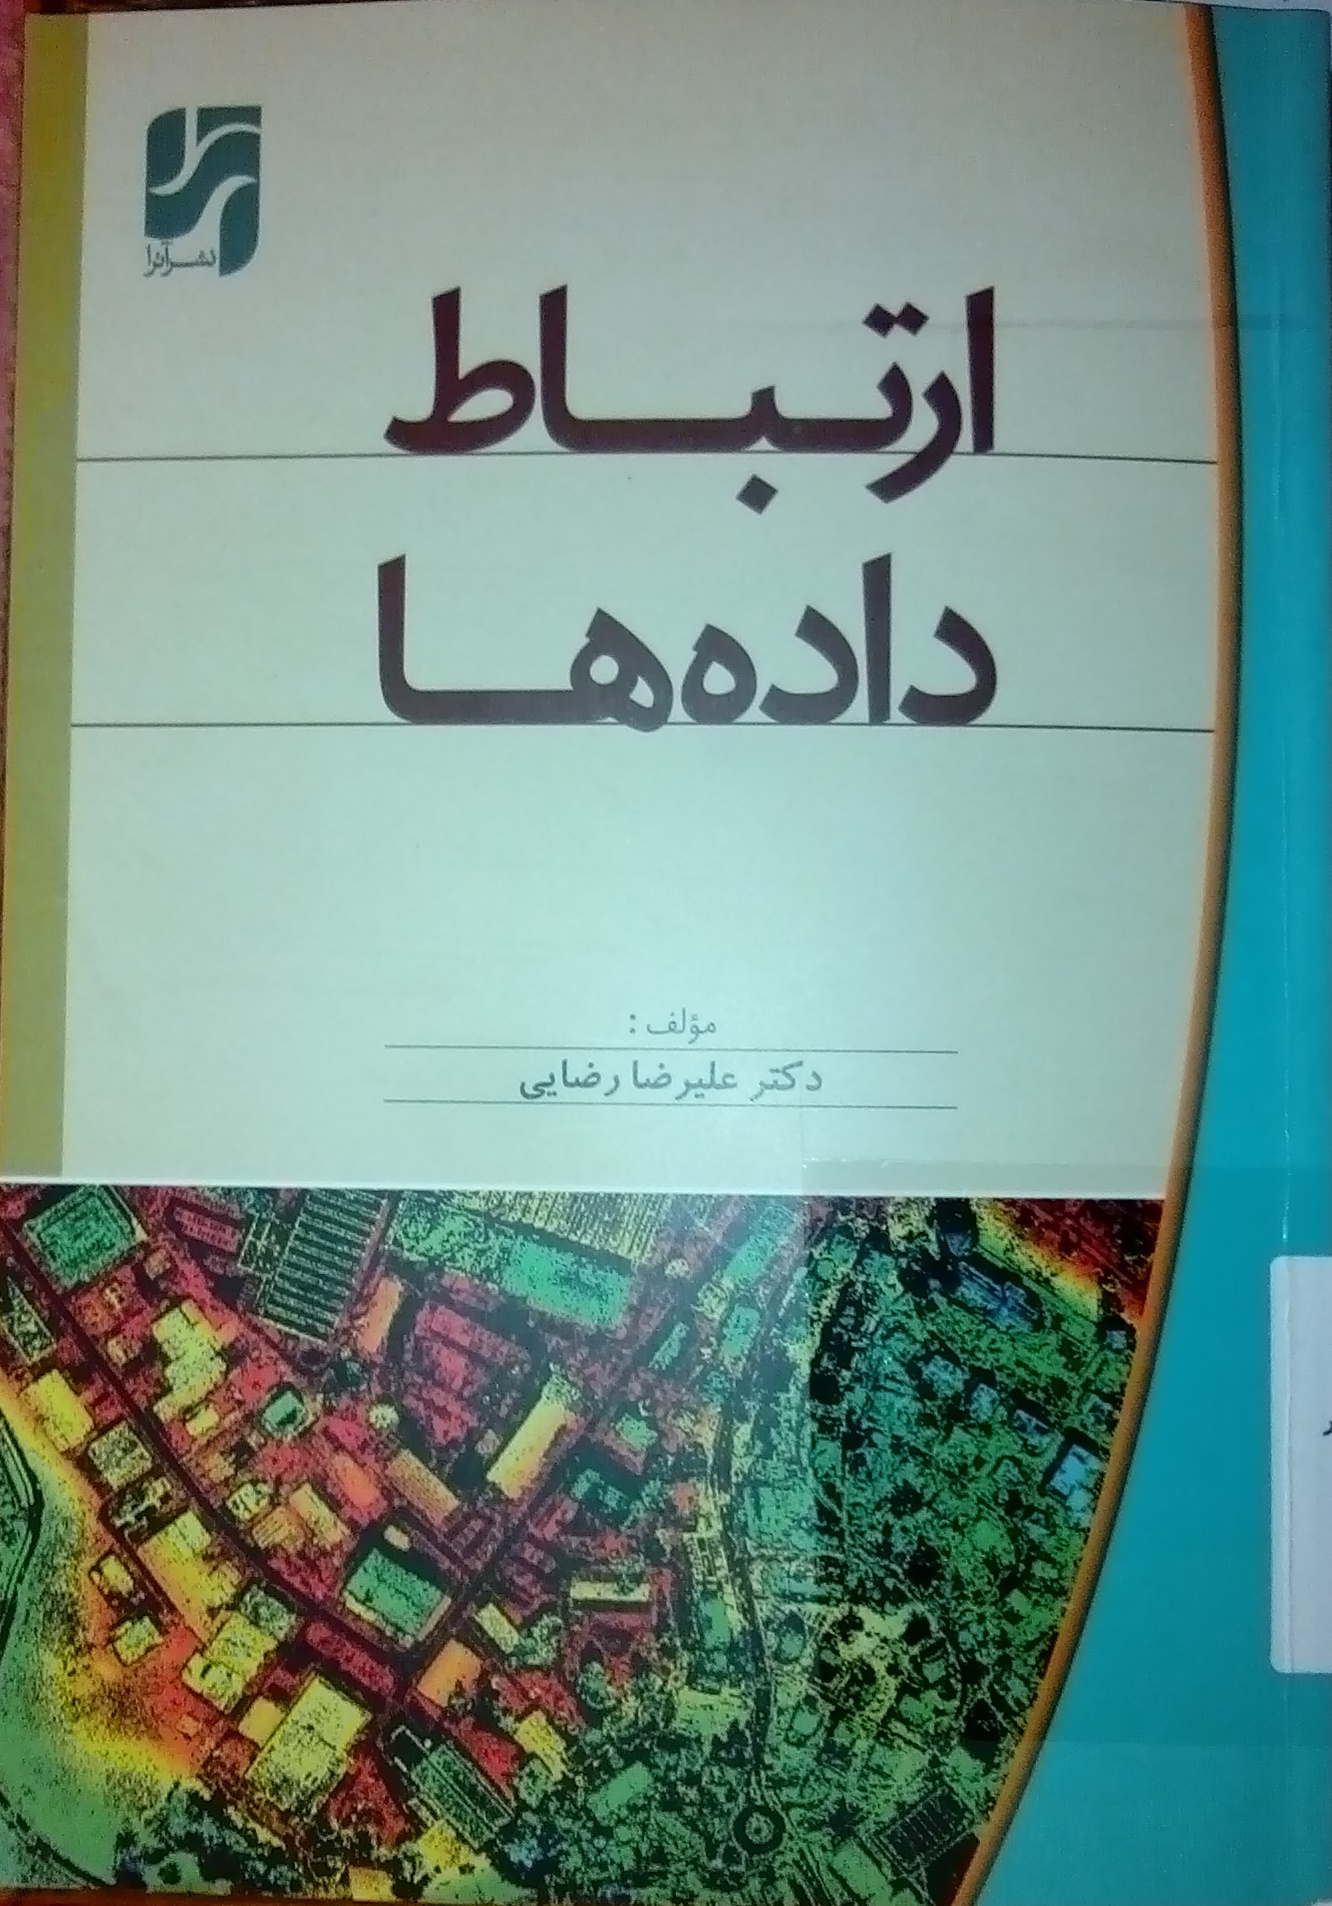 نشر آترا
ارتباط
داده‌ها
مؤلف :
دکتر علیرضا رضایی